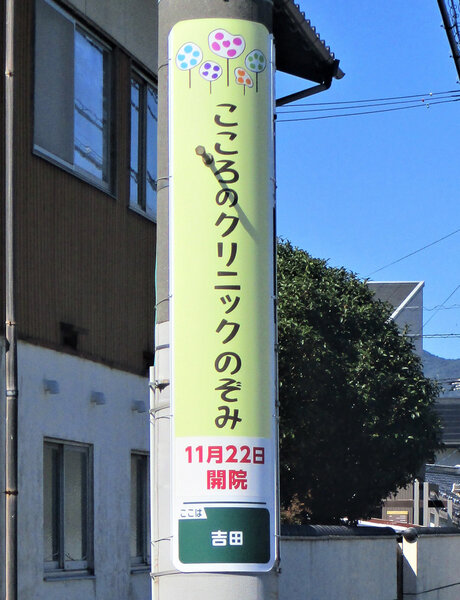 こころのクリニックのぞみ
11月22日
開院
ここは
吉田